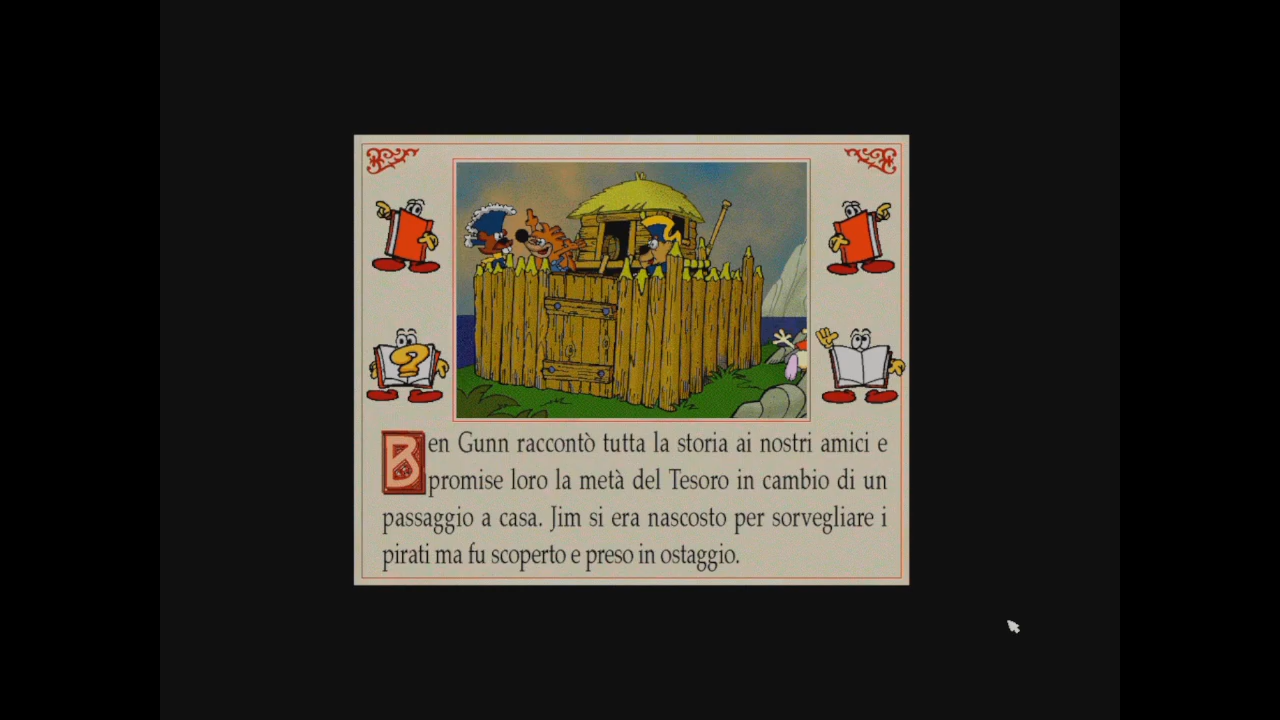 Ben Gunn raccontò tutta la storia ai nostri amici e
promise loro la metà del Tesoro in cambio di un
passaggio a casa. Jim si era nascosto per sorvegliare i
pirati ma fu scoperto e preso in ostaggio.